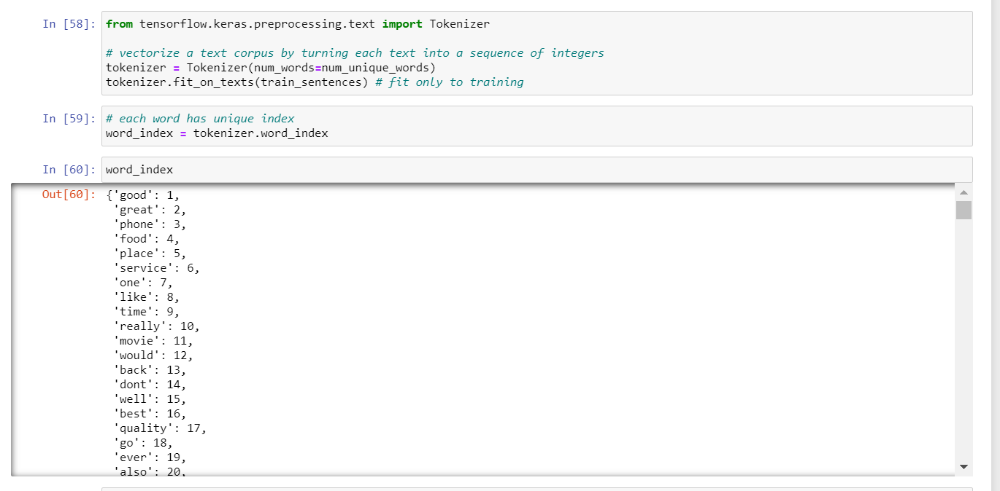 In [58]: from tensorflow.keras.preprocessing.text import Tokenizer
# vectorize a text corpus by turning each text into a sequence of integers
tokenizer = Tokenizer(num_words=num_unique_words)
tokenizer.fit_on_texts(train_sentences) # fit only to training
In [59]: # each word has unique index
word_index = tokenizer.word_index
In [60]: word_index
Out[60]: {'good': 1,
'great': 2,
'phone': 3,
'food': 4,
'place': 5,
'service': 6,
'one': 7,
'like': 8,
'time': 9,
'really': 10,
'movie': 11,
'would': 12,
'back': 13,
'dont': 14,
'well': 15,
'best': 16,
'quality': 17,
'go': 18,
'ever': 19,
'also': 20,